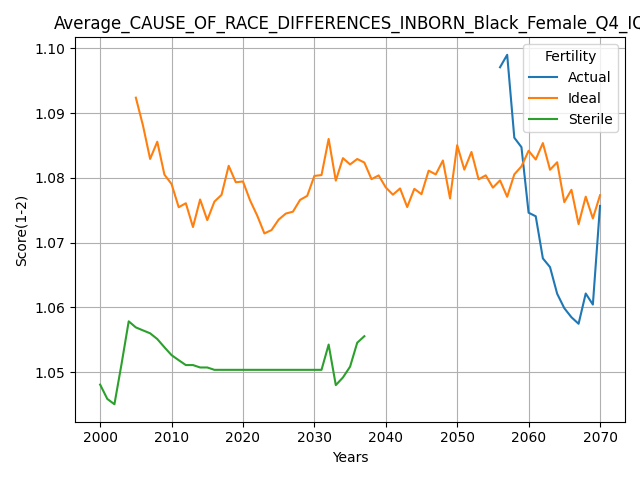 Average_CAUSE_OF_RACE_DIFFERENCES_INBORN_Black_Female_Q4_IQ
Fertility
Actual
Ideal
Sterile
Score(1-2)
1.10
1.09
1.08
1.07
1.06
1.05
2000 2010 2020 2030 2040 2050 2060 2070
Years